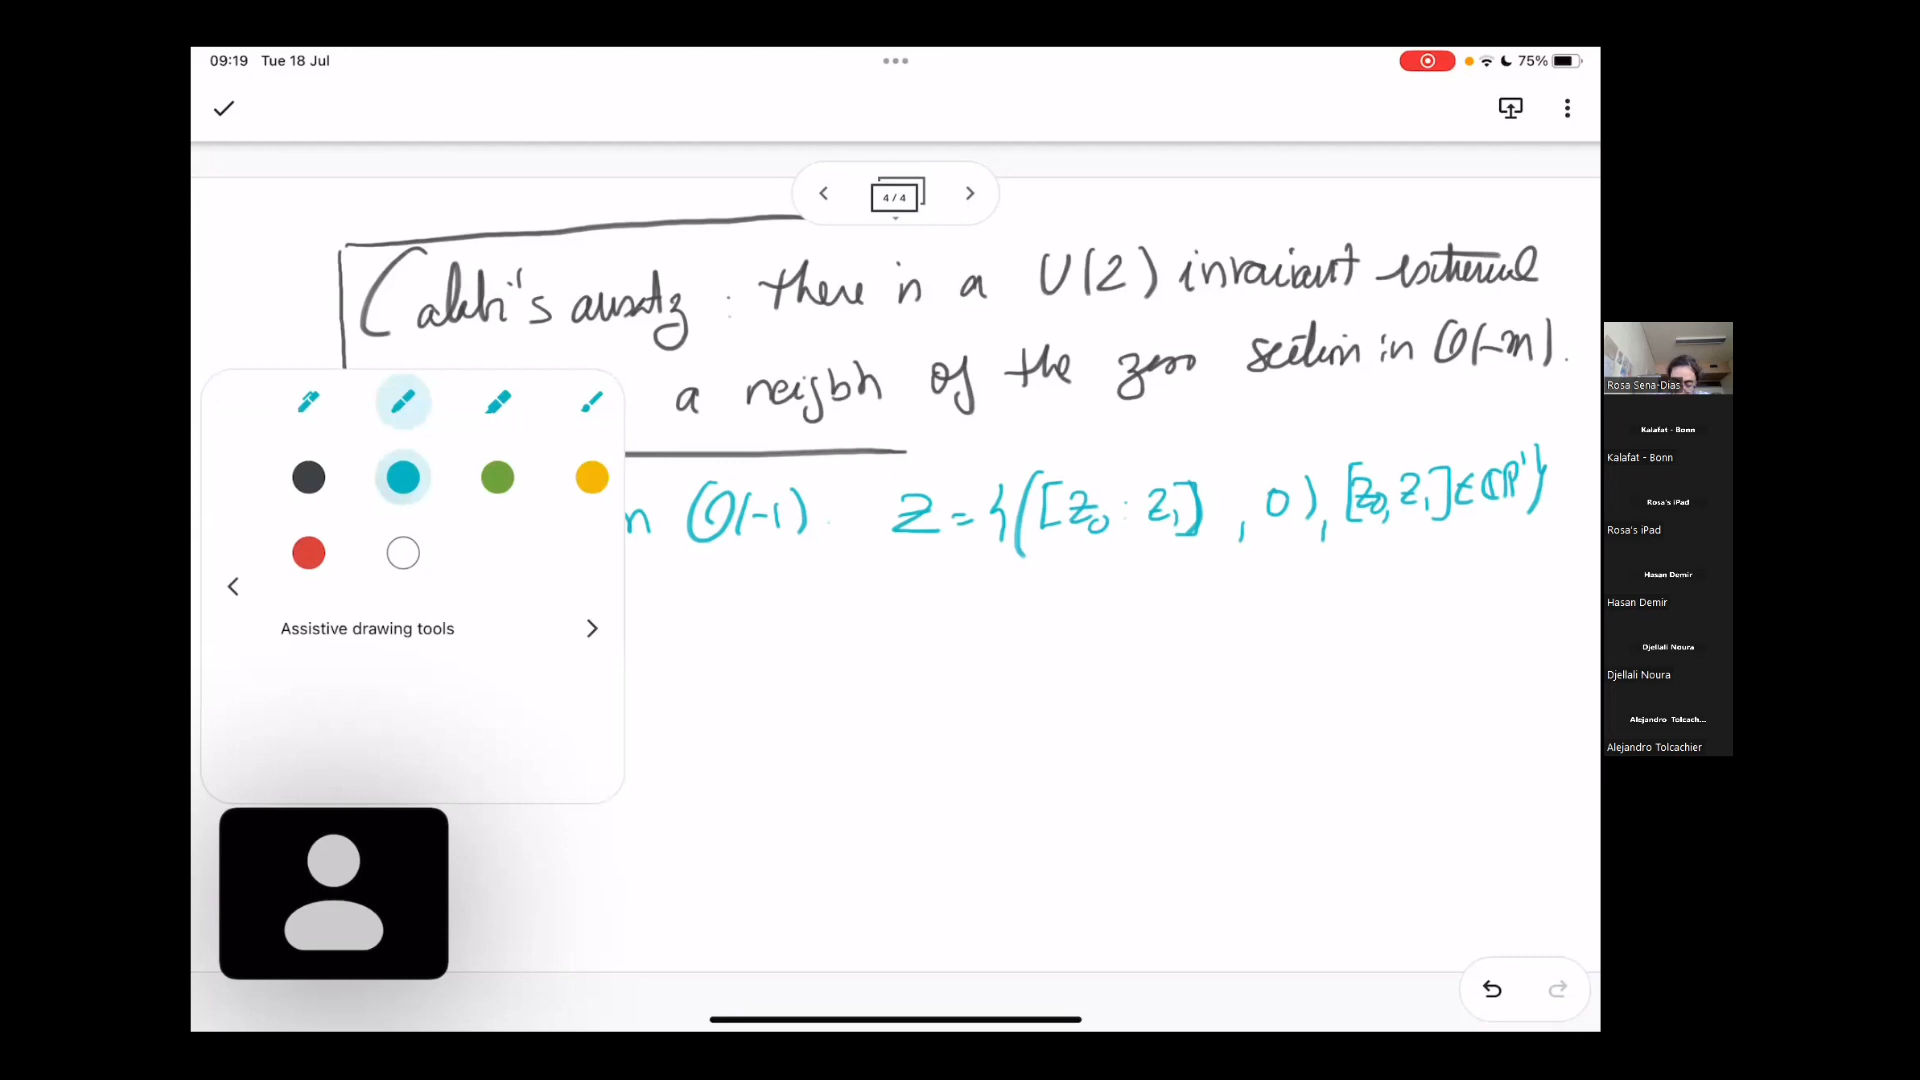 09:19 Tue 18 Jul
75%
4 / 4
Calabi's ansatz : there is a U(2) invariant extremal
a neigbh of the zero section in O(-m).
n O(-1). Z = {([z₀ : z₁] , 0), [z₀, z₁] ∈ ℂℙ¹}
Assistive drawing tools
Rosa Sena-Dias
Kalafat - Bonn
Kalafat - Bonn
Rosa's iPad
Rosa's iPad
Hasan Demir
Hasan Demir
Djellali Noura
Djellali Noura
Alejandro Tolcach...
Alejandro Tolcachier